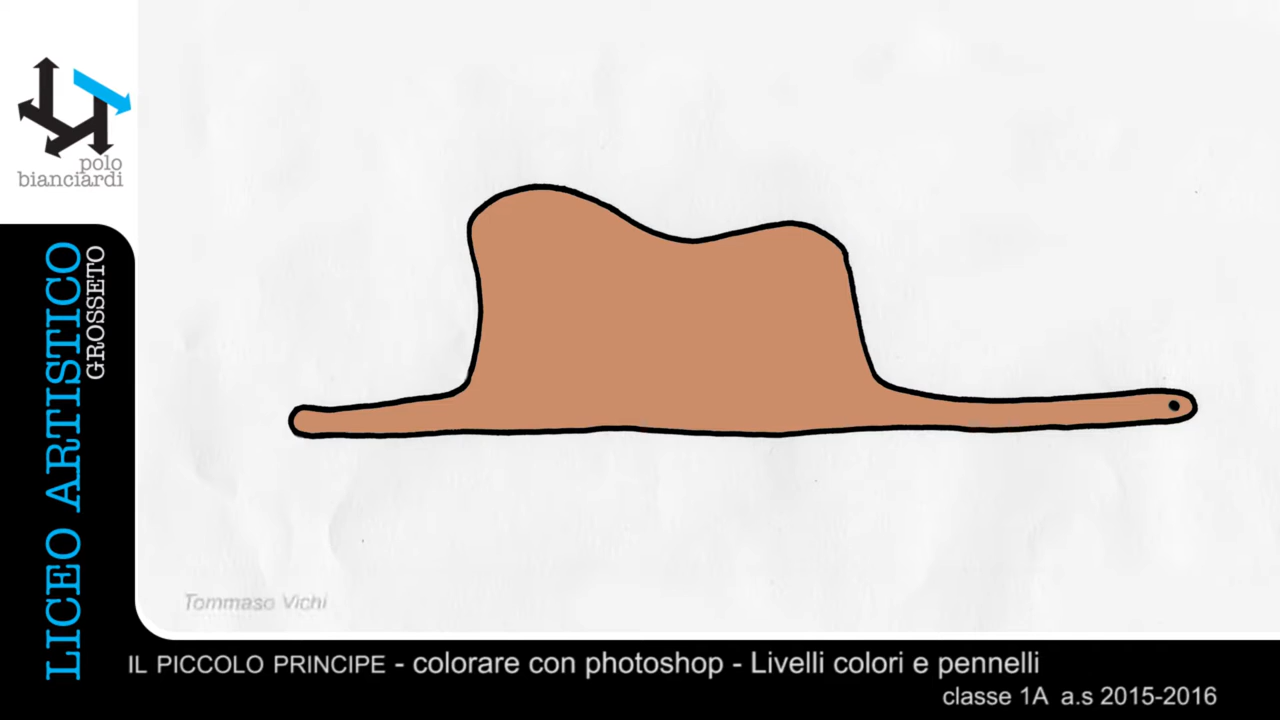 polo
bianciardi
LICEO ARTISTICO
GROSSETO
Tommaso Vichi
IL PICCOLO PRINCIPE - colorare con photoshop - Livelli colori e pennelli
classe 1A a.s 2015-2016